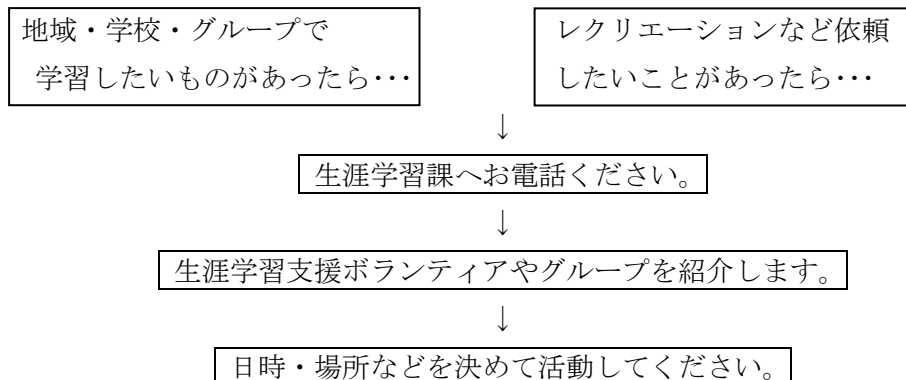 地域・学校・グループで
学習したいものがあったら･･･
レクリエーションなど依頼
したいことがあったら･･･
↓
生涯学習課へお電話ください。
↓
生涯学習支援ボランティアやグループを紹介します。
↓
日時・場所などを決めて活動してください。